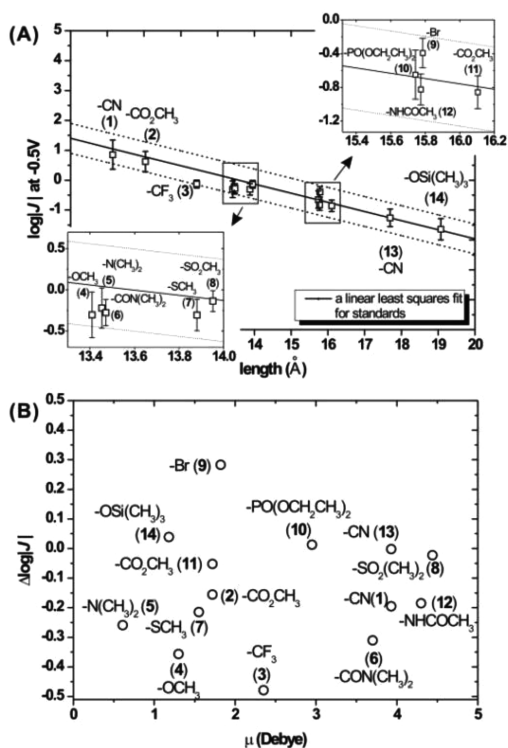 (A)
log|J| at -0.5V
5
4
3
2
1
0
-1
-CN
(1)
-CO₂CH₃
(2)
-CF₃ (3)
-OSi(CH₃)₃
(14)
(13)
-CN
a linear least squares fit
for standards
14 15 16 17 18 19 20
length (Å)
0.0
-0.4
-0.8
-1.2
-Br
(9)
-PO(OCH₂CH₃)₂
(10)
-CO₂CH₃
(11)
-NHCOCH₃ (12)
15.4 15.6 15.8 16.0 16.2
0.5
0.0
-0.5
-N(CH₃)₂
-OCH₃ (5)
(4)
-CON(CH₃)₂
(6)
-SO₂CH₃
(8)
-SCH₃
(7)
13.4 13.6 13.8 14.0
(B)
Δlog|J|
0.5
0.4
0.3
0.2
0.1
0.0
-0.1
-0.2
-0.3
-0.4
-0.5
-Br (9)
-OSi(CH₃)₃
(14)
-PO(OCH₂CH₃)₂
(10)
-CN (13)
-CO₂CH₃ (11)
-SO₂(CH₃)₂ (8)
(2) -CO₂CH₃
-CN(1)
(12)
-NHCOCH₃
-N(CH₃)₂ (5)
-SCH₃ (7)
(4)
-OCH₃
-CF₃
(3)
(6)
-CON(CH₃)₂
0 1 2 3 4 5
μ (Debye)